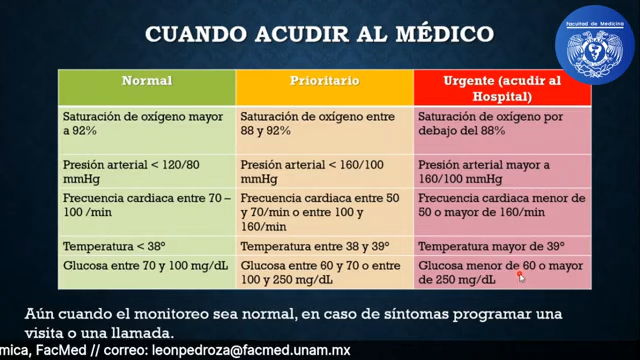 CUANDO ACUDIR AL MÉDICO
Facultad de Medicina
Normal
Prioritario
Urgente (acudir al
Hospital)
Saturación de oxígeno mayor
a 92%
Saturación de oxígeno entre
88 y 92%
Saturación de oxígeno por
debajo del 88%
Presión arterial < 120/80
mmHg
Presión arterial < 160/100
mmHg
Presión arterial mayor a
160/100 mmHg
Frecuencia cardiaca entre 70 –
100 /min
Frecuencia cardiaca entre 50
y 70/min o entre 100 y
160/min
Frecuencia cardiaca menor de
50 o mayor de 160/min
Temperatura < 38°
Temperatura entre 38 y 39°
Temperatura mayor de 39°
Glucosa entre 70 y 100 mg/dL
Glucosa entre 60 y 70 o entre
100 y 250 mg/dL
Glucosa menor de 60 o mayor
de 250 mg/dL
Aún cuando el monitoreo sea normal, en caso de síntomas programar una
visita o una llamada.
mica, FacMed // correo: leonpedroza@facmed.unam.mx